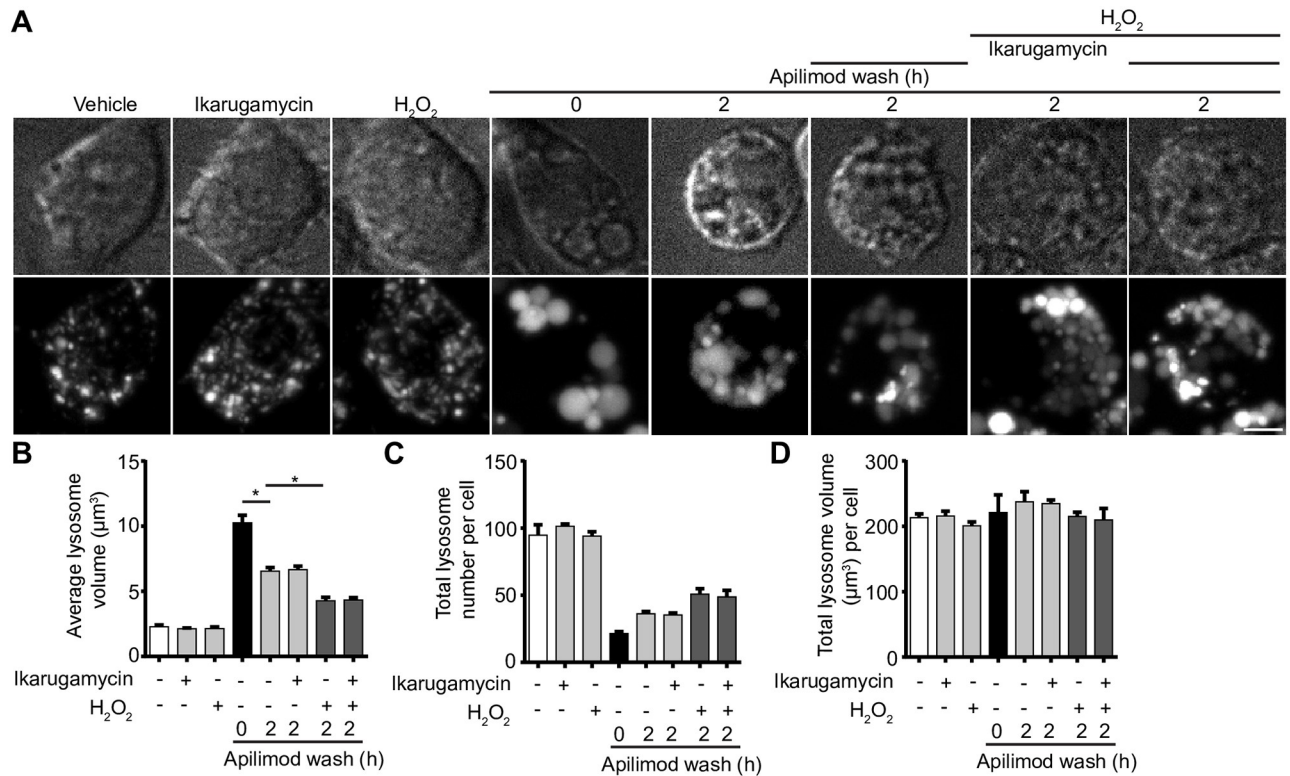 A
H₂O₂
Ikarugamycin
Apilimod wash (h)
Vehicle Ikarugamycin H₂O₂ 0 2 2 2 2
B
15
10
5
0
Average lysosome
volume (µm³)
* *
Ikarugamycin - + - - - + - +
H₂O₂ - - + - - - + +
0 2 2 2 2
Apilimod wash (h)
C
150
100
50
0
Total lysosome
number per cell
Ikarugamycin - + - - - + - +
H₂O₂ - - + - - - + +
0 2 2 2 2
Apilimod wash (h)
D
300
200
100
0
Total lysosome volume
(µm³) per cell
Ikarugamycin - + - - - + - +
H₂O₂ - - + - - - + +
0 2 2 2 2
Apilimod wash (h)